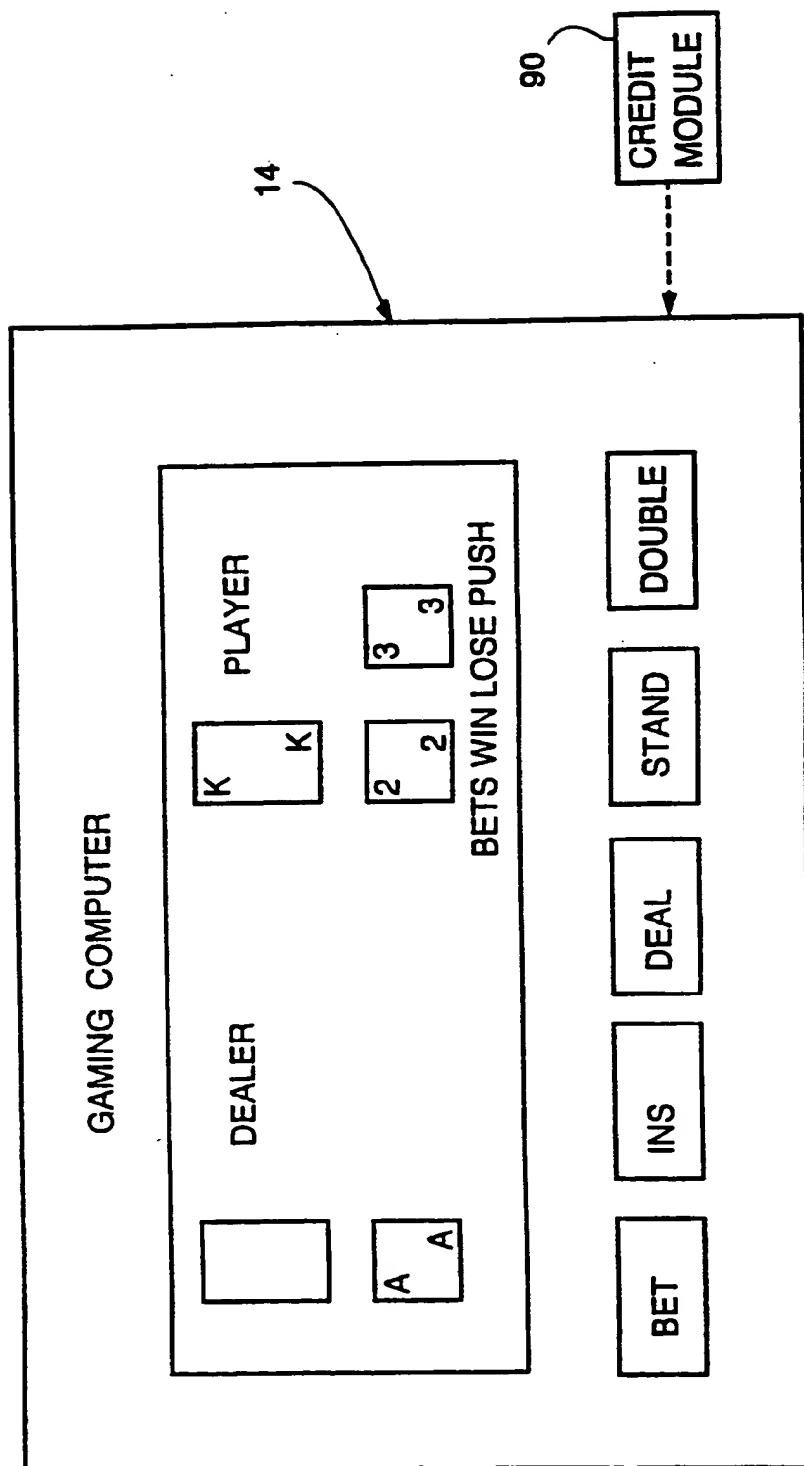 GAMING COMPUTER
14
DEALER
PLAYER
K
K
A
A
2
2
3
3
BETS WIN LOSE PUSH
BET
INS
DEAL
STAND
DOUBLE
90
CREDIT
MODULE